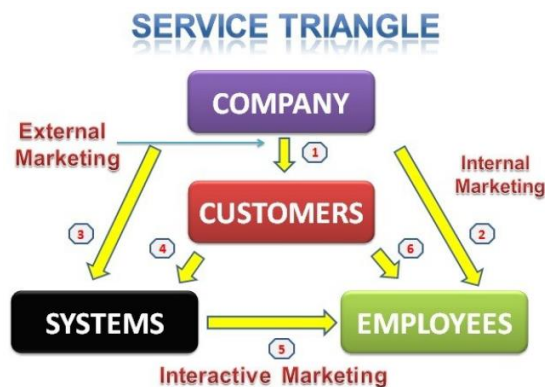 SERVICE TRIANGLE
COMPANY
External
Marketing
1
Internal
Marketing
CUSTOMERS
3
4
6
2
SYSTEMS
EMPLOYEES
5
Interactive Marketing